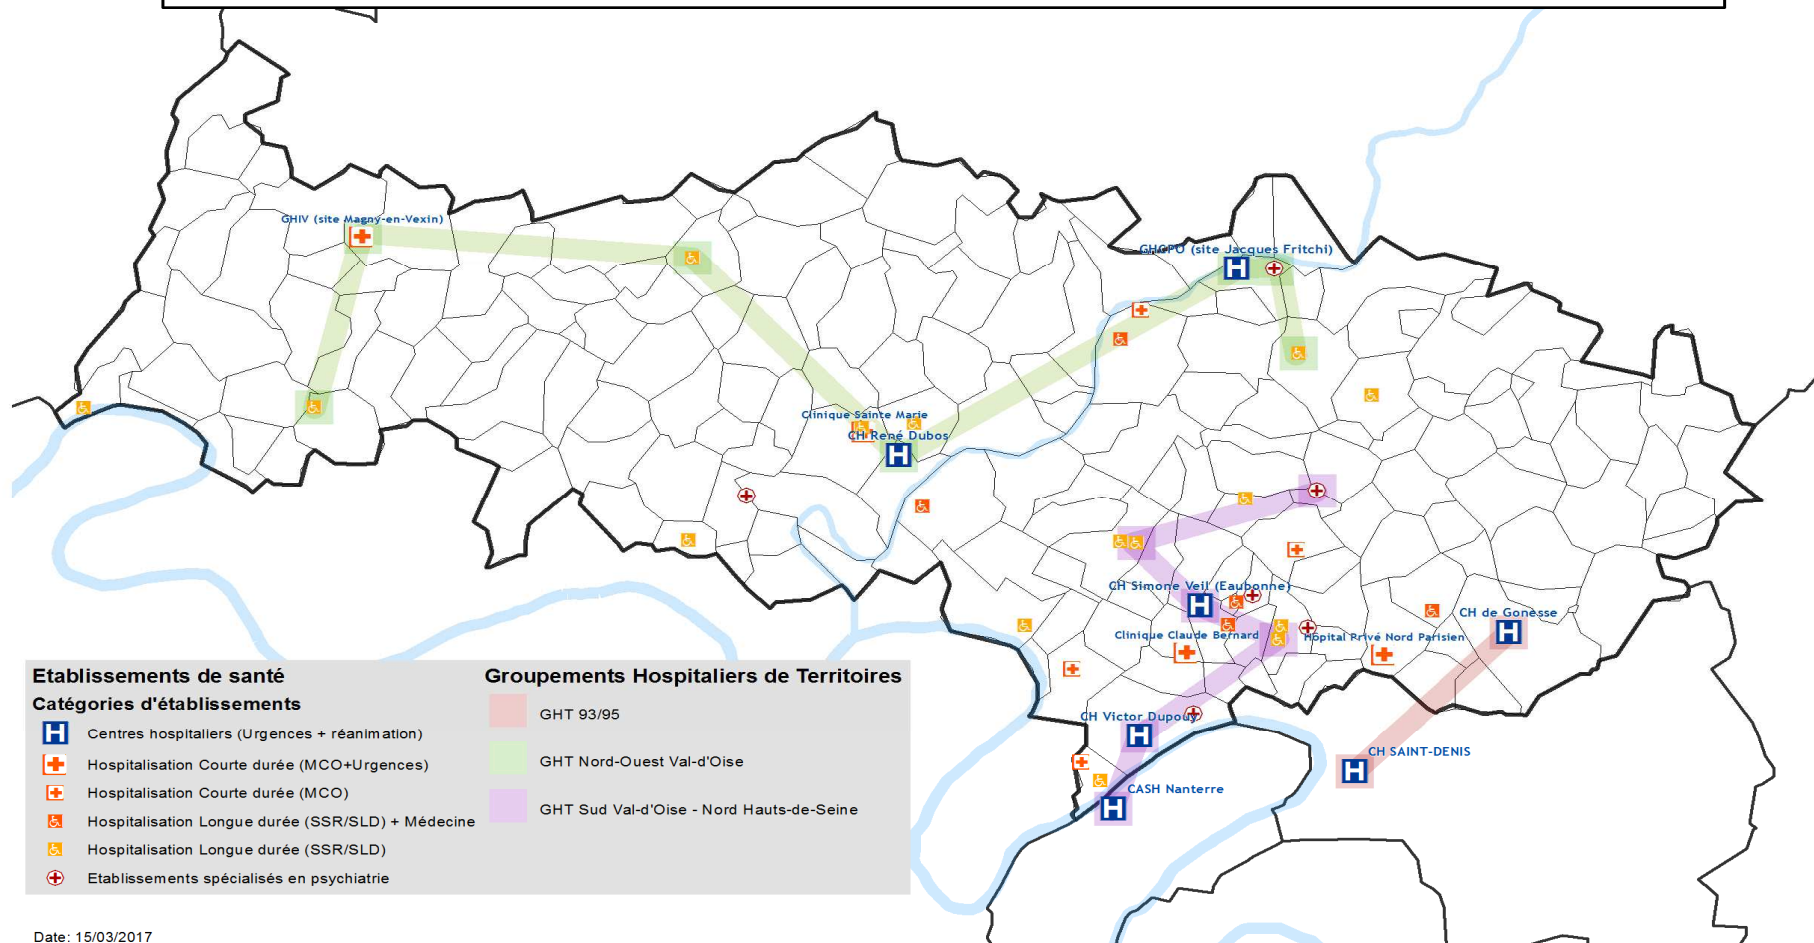 GHIV (site Magny-en-Vexin)
GHCPO (site Jacques Fritchi)
Clinique Sainte Marie
CH René Dubos
CH Simone Veil (Eaubonne)
CH de Gonesse
Clinique Claude Bernard
Hôpital Privé Nord Parisien
CH Victor Dupouy
CH SAINT-DENIS
CASH Nanterre
Etablissements de santé
Catégories d'établissements
H Centres hospitaliers (Urgences + réanimation)
Hospitalisation Courte durée (MCO+Urgences)
Hospitalisation Courte durée (MCO)
Hospitalisation Longue durée (SSR/SLD) + Médecine
Hospitalisation Longue durée (SSR/SLD)
Etablissements spécialisés en psychiatrie
Groupements Hospitaliers de Territoires
GHT 93/95
GHT Nord-Ouest Val-d'Oise
GHT Sud Val-d'Oise - Nord Hauts-de-Seine
Date: 15/03/2017